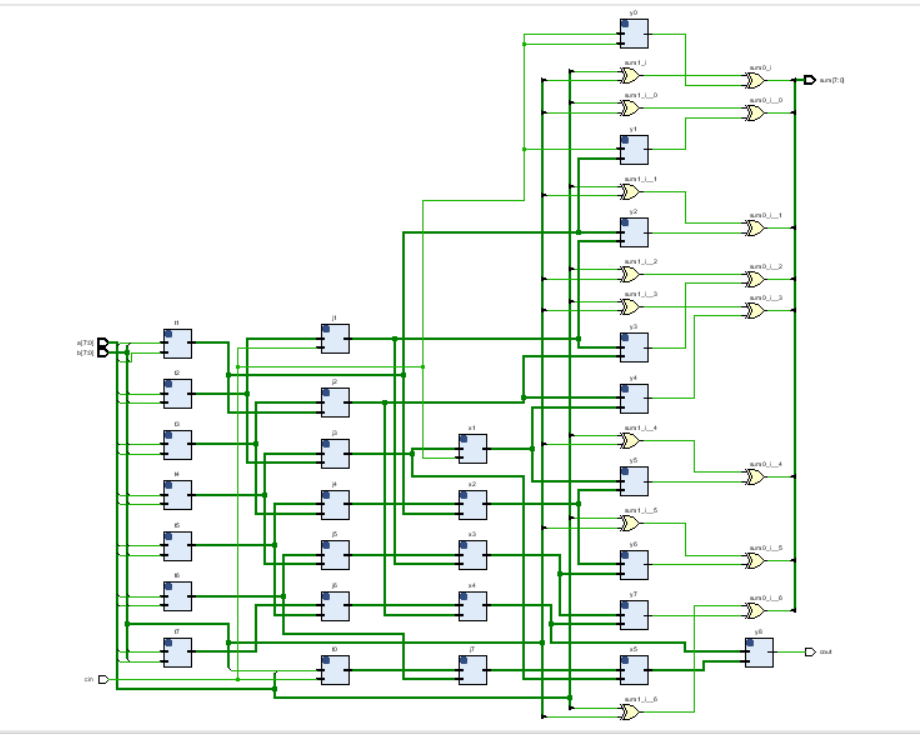 y0
sum1_i
sum0_i
sum[7:0]
sum1_i__0
sum0_i__0
y1
sum1_i__1
y2
sum0_i__1
sum1_i__2
sum0_i__2
sum1_i__3
sum0_i__3
j1
t1
y3
a[7:0]
b[7:0]
t2
j2
y4
t3
j3
x1
sum1_i__4
sum0_i__4
t4
j4
x2
y5
t5
j5
x3
sum1_i__5
y6
sum0_i__5
t6
j6
x4
y7
sum0_i__6
t7
t0
j7
x5
y8
cout
cin
sum1_i__6